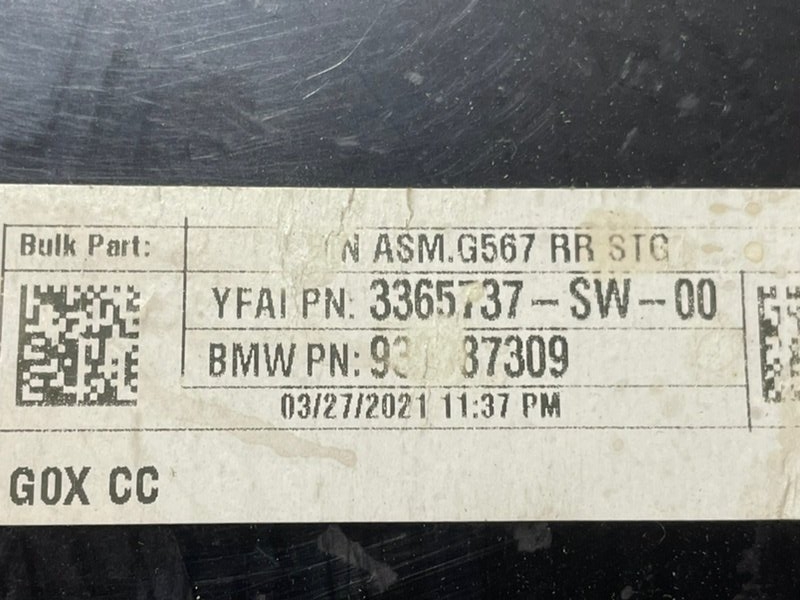 Bulk Part:
ASM.G567 RR STG
YFAI PN: 3365737-SW-00
BMW PN:
03/27/2021 11:37 PM
G0X CC